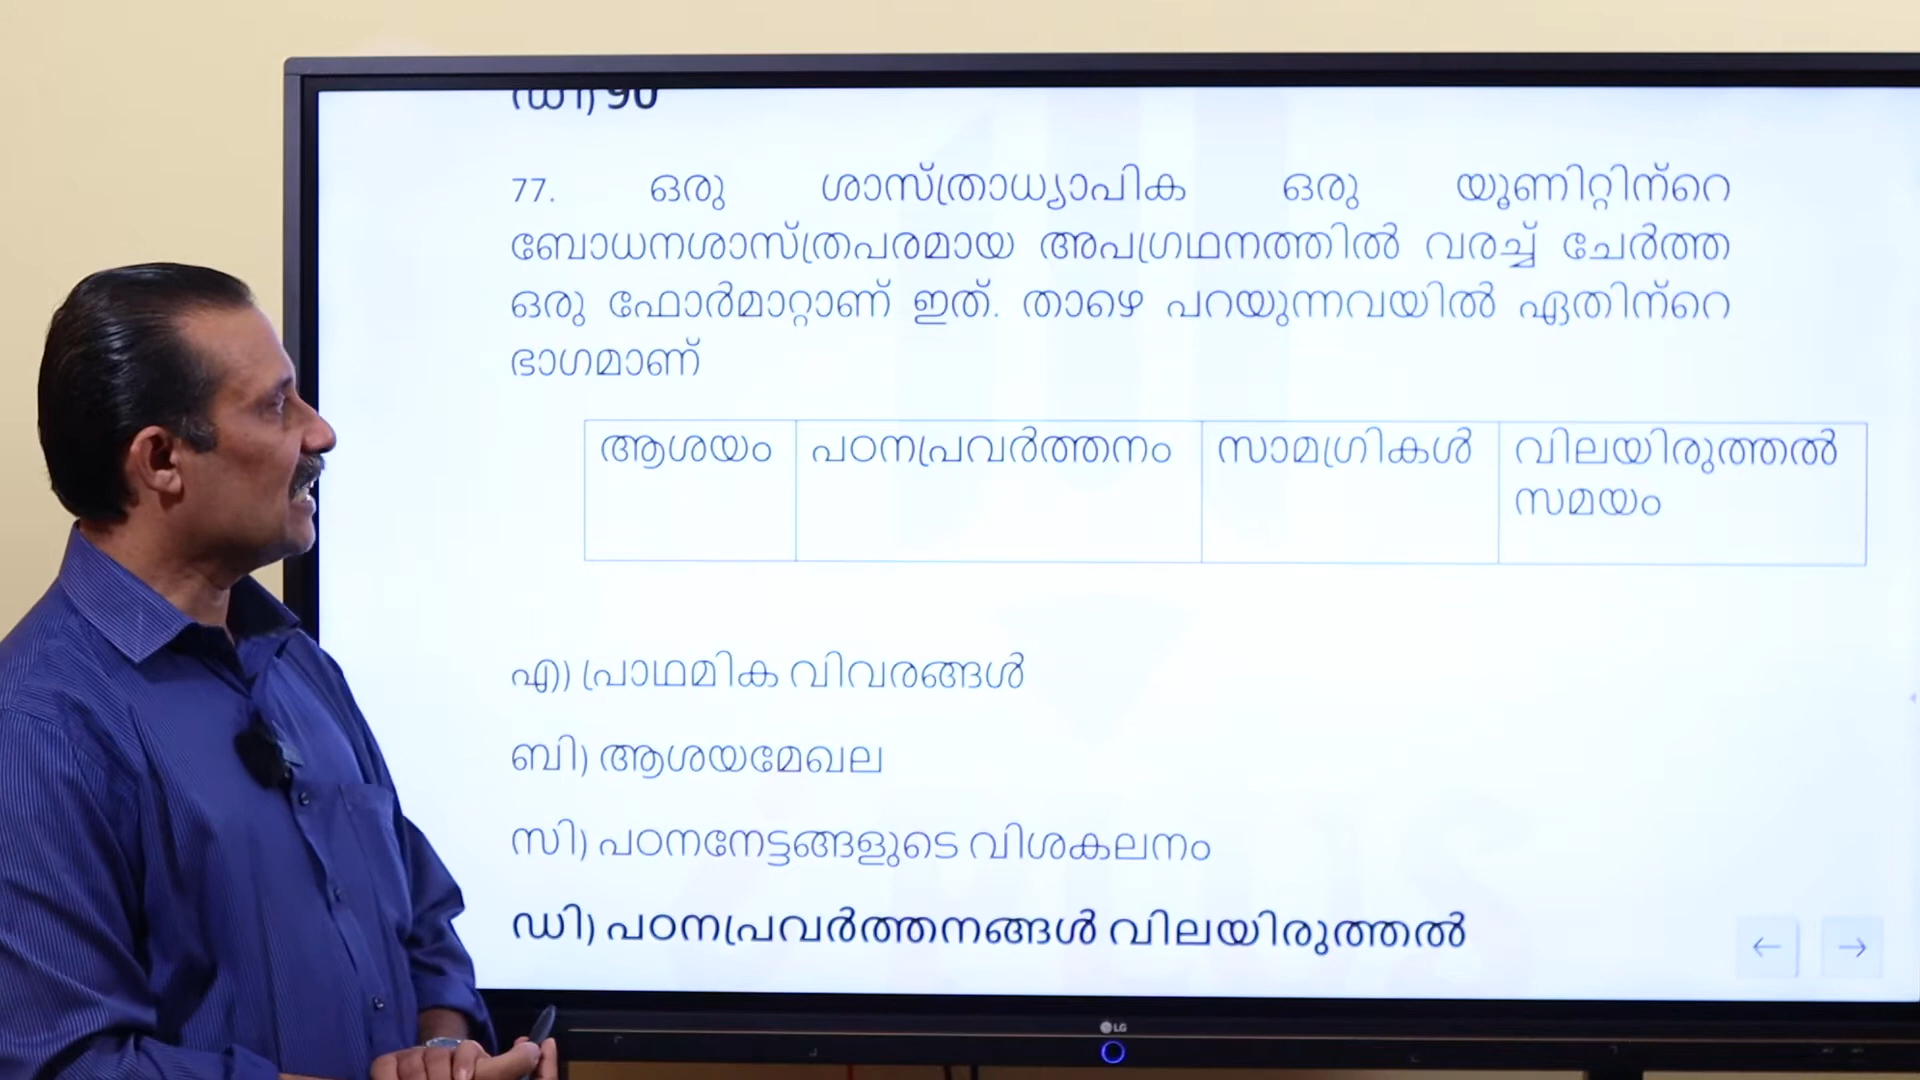 ഡി) 90
77. ഒരു ശാസ്ത്രാധ്യാപിക ഒരു യൂണിറ്റിന്റെ
ബോധനശാസ്ത്രപരമായ അപഗ്രഥനത്തിൽ വരച്ച് ചേർത്ത
ഒരു ഫോർമാറ്റാണ് ഇത്. താഴെ പറയുന്നവയിൽ ഏതിന്റെ
ഭാഗമാണ്
ആശയം പഠനപ്രവർത്തനം സാമഗ്രികൾ വിലയിരുത്തൽ
സമയം
എ) പ്രാഥമിക വിവരങ്ങൾ
ബി) ആശയമേഖല
സി) പഠനനേട്ടങ്ങളുടെ വിശകലനം
ഡി) പഠനപ്രവർത്തനങ്ങൾ വിലയിരുത്തൽ
LG